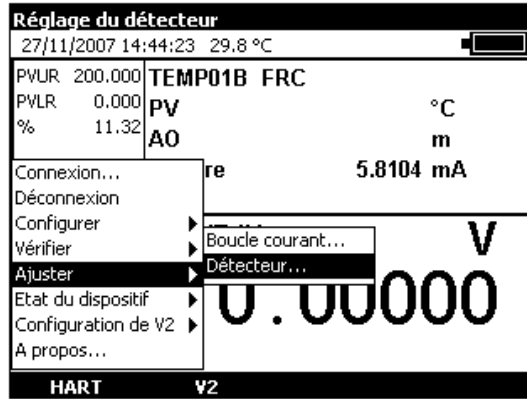 Réglage du détecteur
27/11/2007 14:44:23 29.8 °C
PVUR 200.000
PVLR 0.000
% 11.32
TEMP01B FRC
PV °C
AO m
re 5.8104 mA
Connexion...
Déconnexion
Configurer
Vérifier
Ajuster
Etat du dispositif
Configuration de V2
A propos...
Boucle courant...
Détecteur...
V
0.00000
HART V2